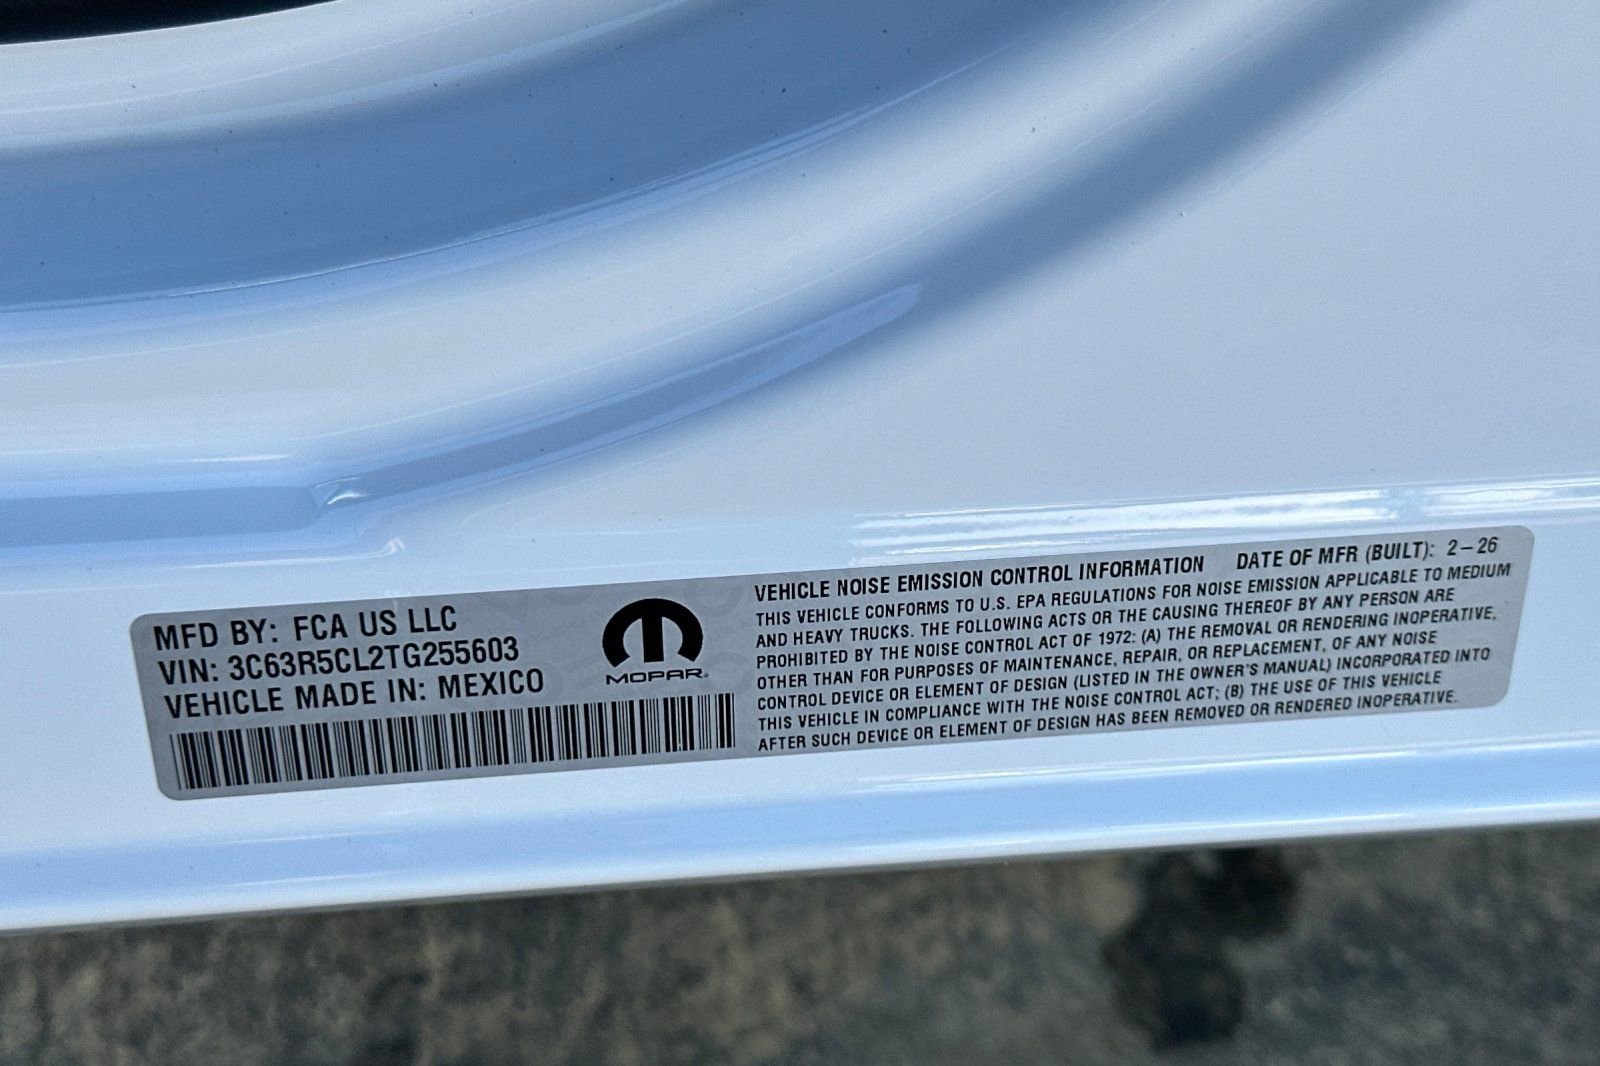 MFD BY: FCA US LLC
VIN: 3C63R5CL2TG255603
VEHICLE MADE IN: MEXICO
MOPAR®
VEHICLE NOISE EMISSION CONTROL INFORMATION DATE OF MFR (BUILT): 2-26
THIS VEHICLE CONFORMS TO U.S. EPA REGULATIONS FOR NOISE EMISSION APPLICABLE TO MEDIUM
AND HEAVY TRUCKS. THE FOLLOWING ACTS OR THE CAUSING THEREOF BY ANY PERSON ARE
PROHIBITED BY THE NOISE CONTROL ACT OF 1972: (A) THE REMOVAL OR RENDERING INOPERATIVE,
OTHER THAN FOR PURPOSES OF MAINTENANCE, REPAIR, OR REPLACEMENT, OF ANY NOISE
CONTROL DEVICE OR ELEMENT OF DESIGN (LISTED IN THE OWNER'S MANUAL) INCORPORATED INTO
THIS VEHICLE IN COMPLIANCE WITH THE NOISE CONTROL ACT; (B) THE USE OF THIS VEHICLE
AFTER SUCH DEVICE OR ELEMENT OF DESIGN HAS BEEN REMOVED OR RENDERED INOPERATIVE.